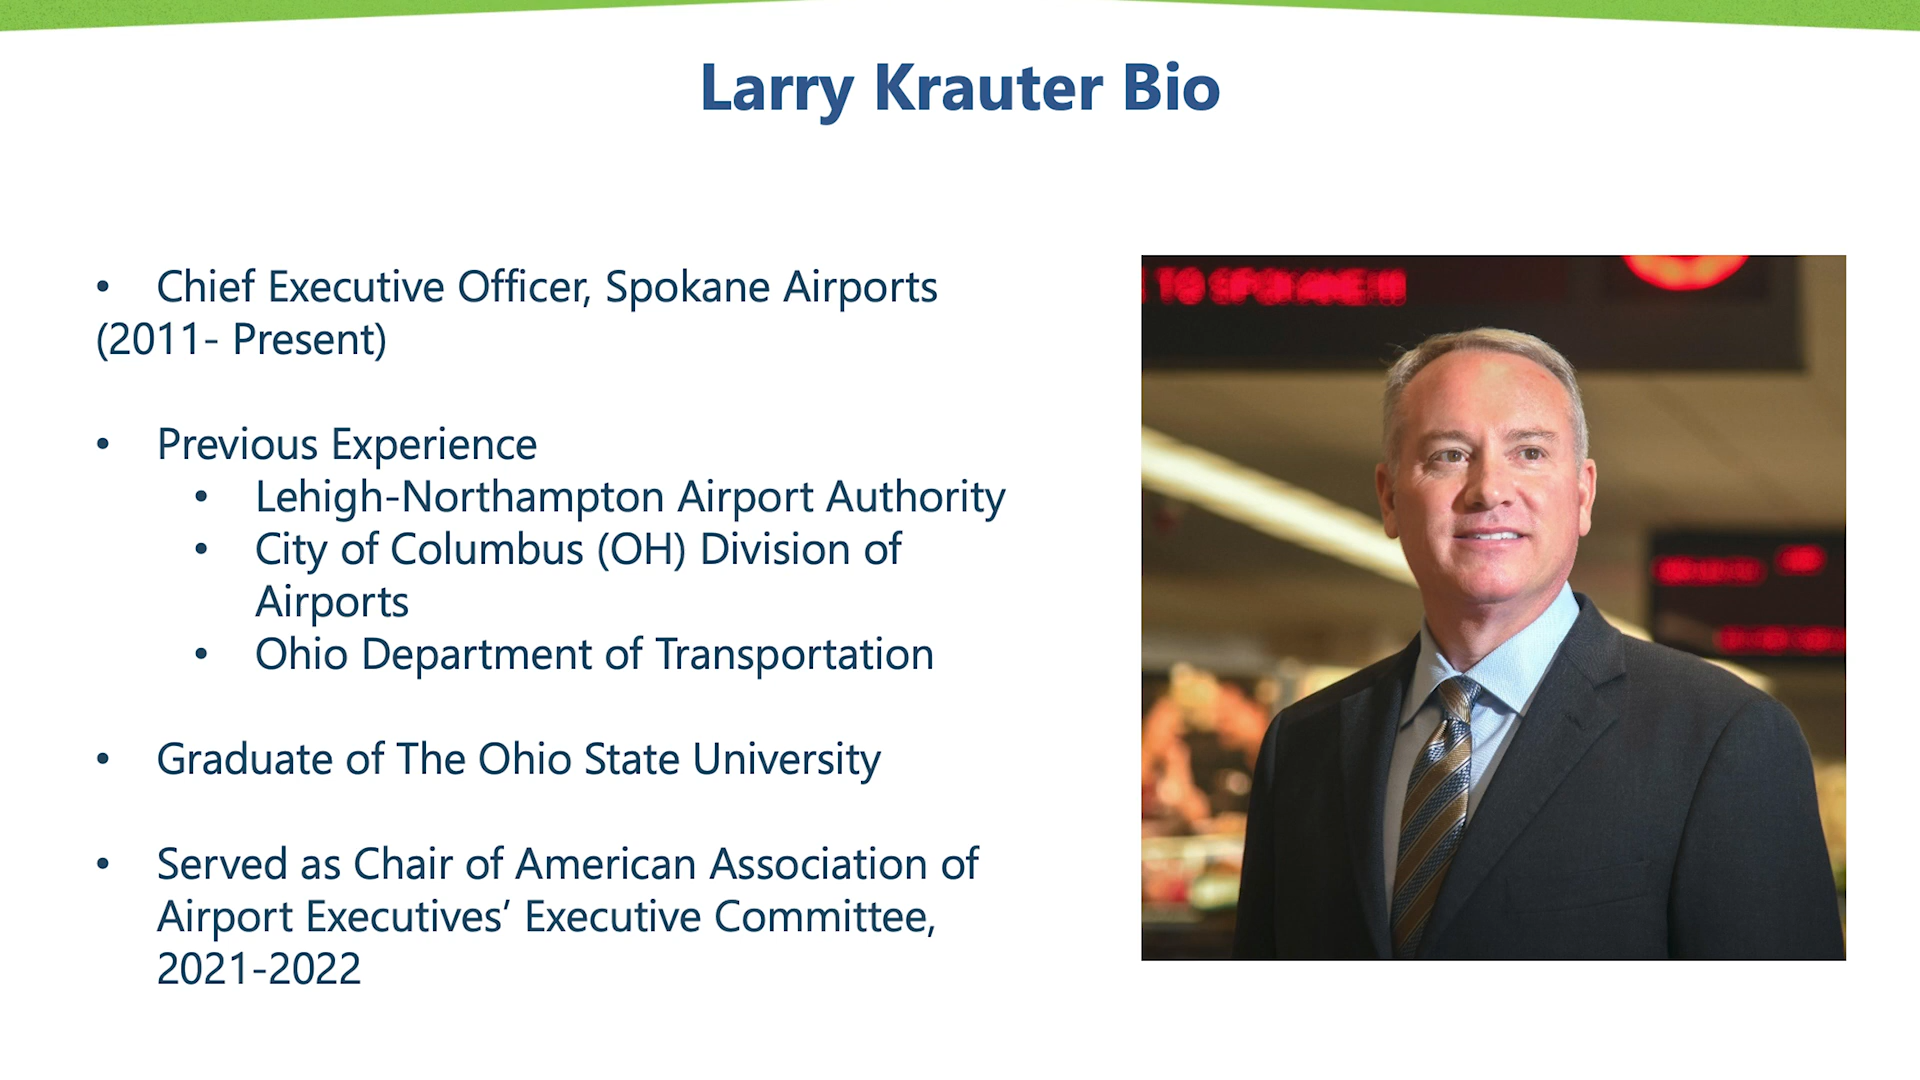 Larry Krauter Bio
• Chief Executive Officer, Spokane Airports
(2011- Present)
• Previous Experience
• Lehigh-Northampton Airport Authority
• City of Columbus (OH) Division of
Airports
• Ohio Department of Transportation
• Graduate of The Ohio State University
• Served as Chair of American Association of
Airport Executives’ Executive Committee,
2021-2022
TO SPOKANE!!